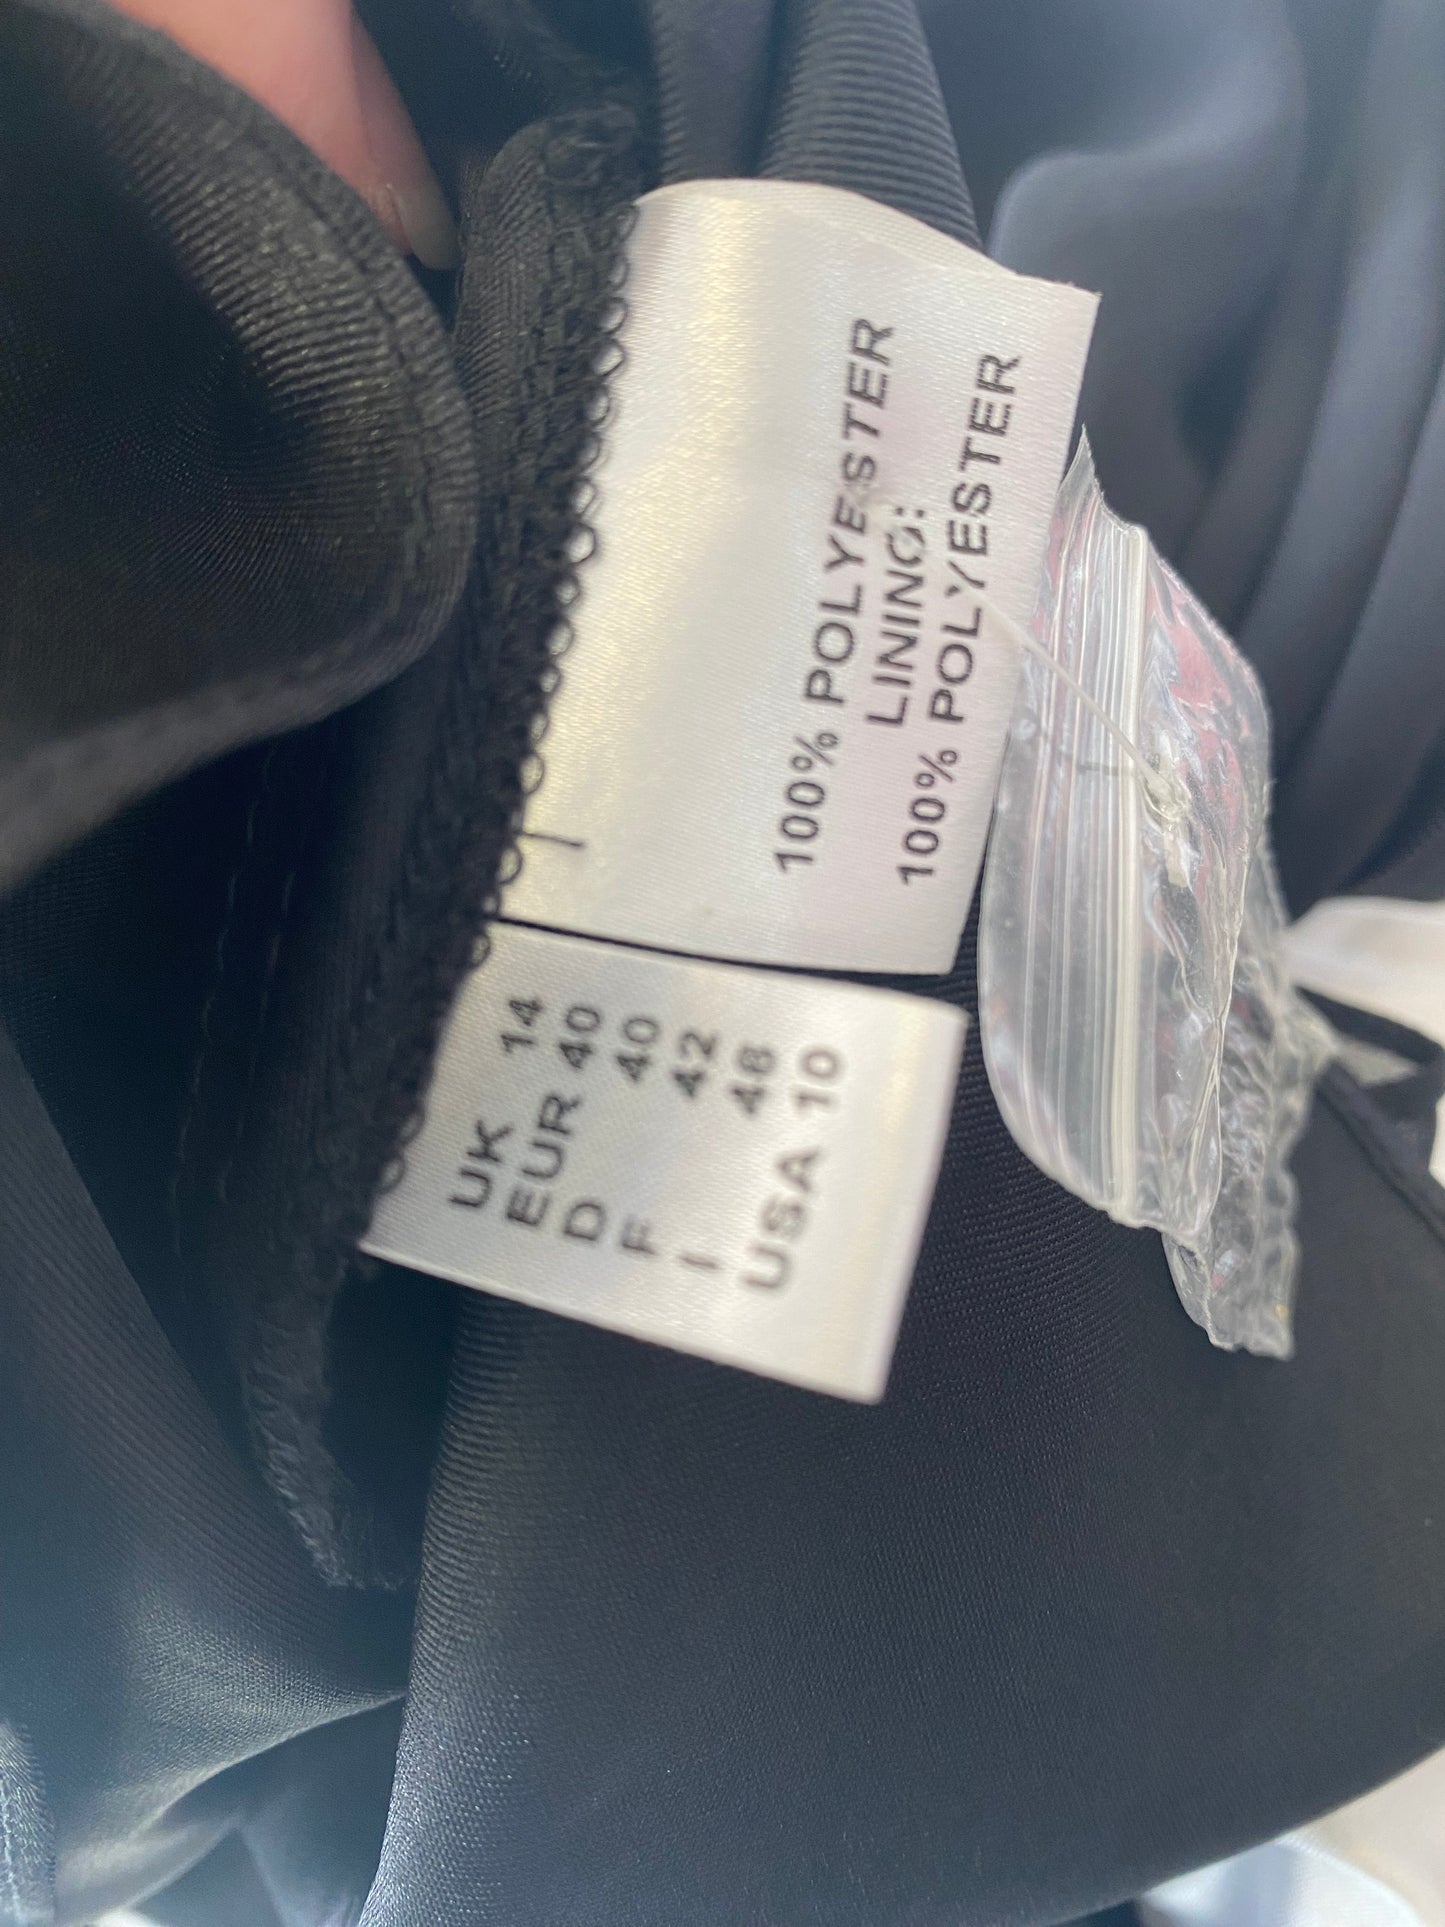 100% POLYESTER
LINING:
100% POLYESTER
UK 14
EUR 40
D 40
F 42
I 46
USA 10